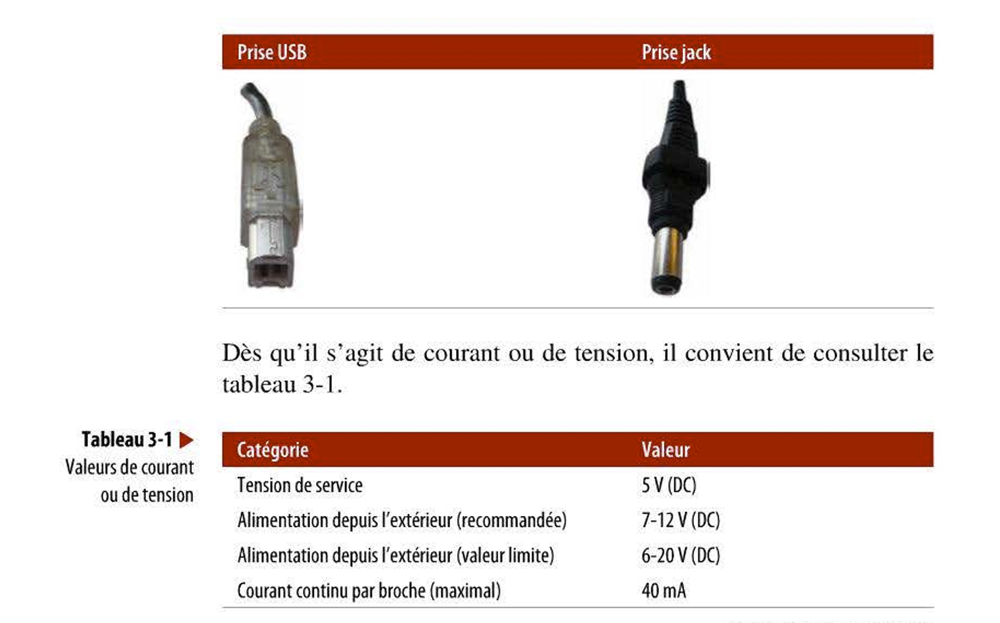 Prise USB Prise jack
Dès qu'il s'agit de courant ou de tension, il convient de consulter le
tableau 3-1.
Tableau 3-1
Valeurs de courant
ou de tension
Catégorie Valeur
Tension de service 5 V (DC)
Alimentation depuis l'extérieur (recommandée) 7-12 V (DC)
Alimentation depuis l'extérieur (valeur limite) 6-20 V (DC)
Courant continu par broche (maximal) 40 mA